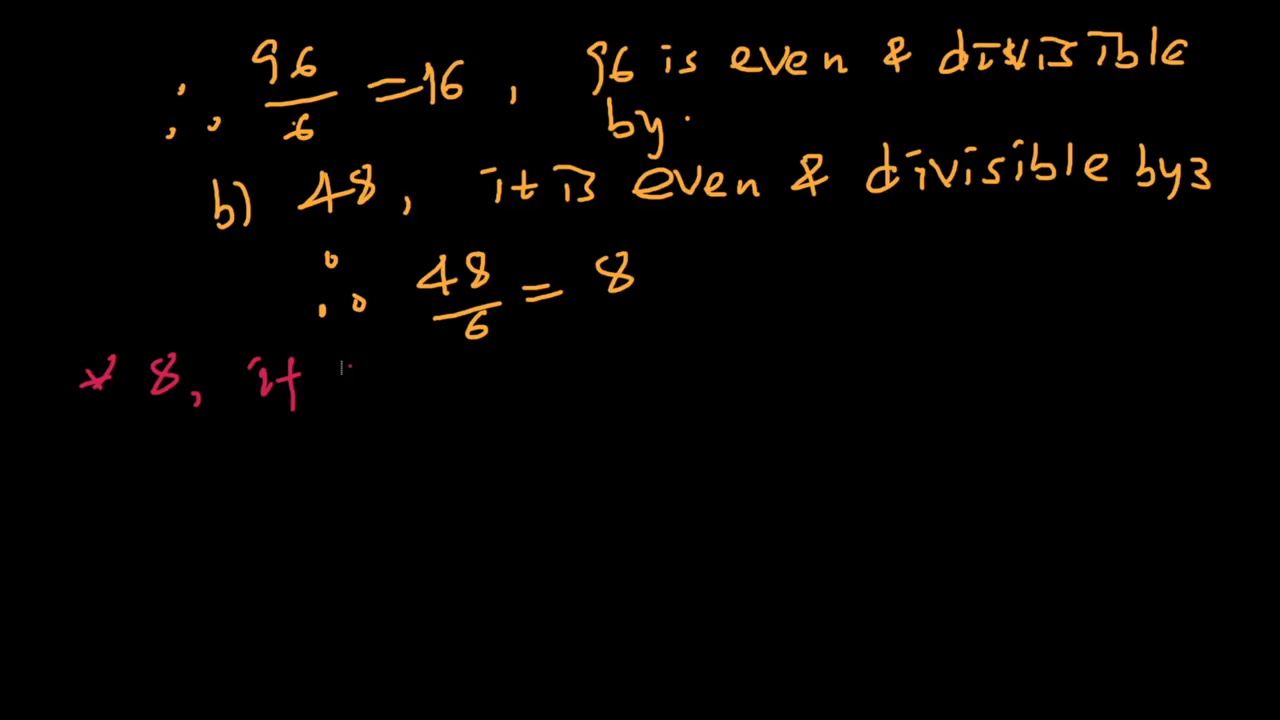 ∴ 96/6 = 16 , 96 is even & divisible
by .
b) 48 , it is even & divisible by 3
∴ 48/6 = 8
* 8, it